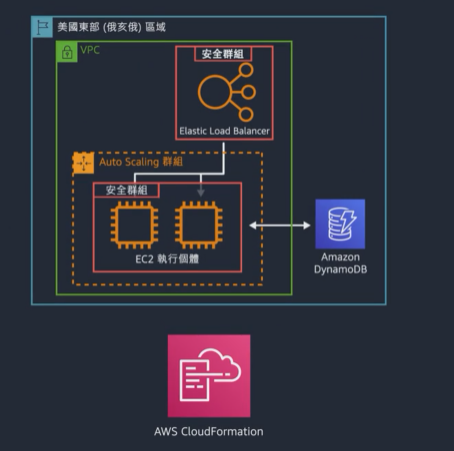 美國東部 (俄亥俄) 區域
VPC
安全群組
Elastic Load Balancer
Auto Scaling 群組
安全群組
EC2 執行個體
Amazon
DynamoDB
AWS CloudFormation